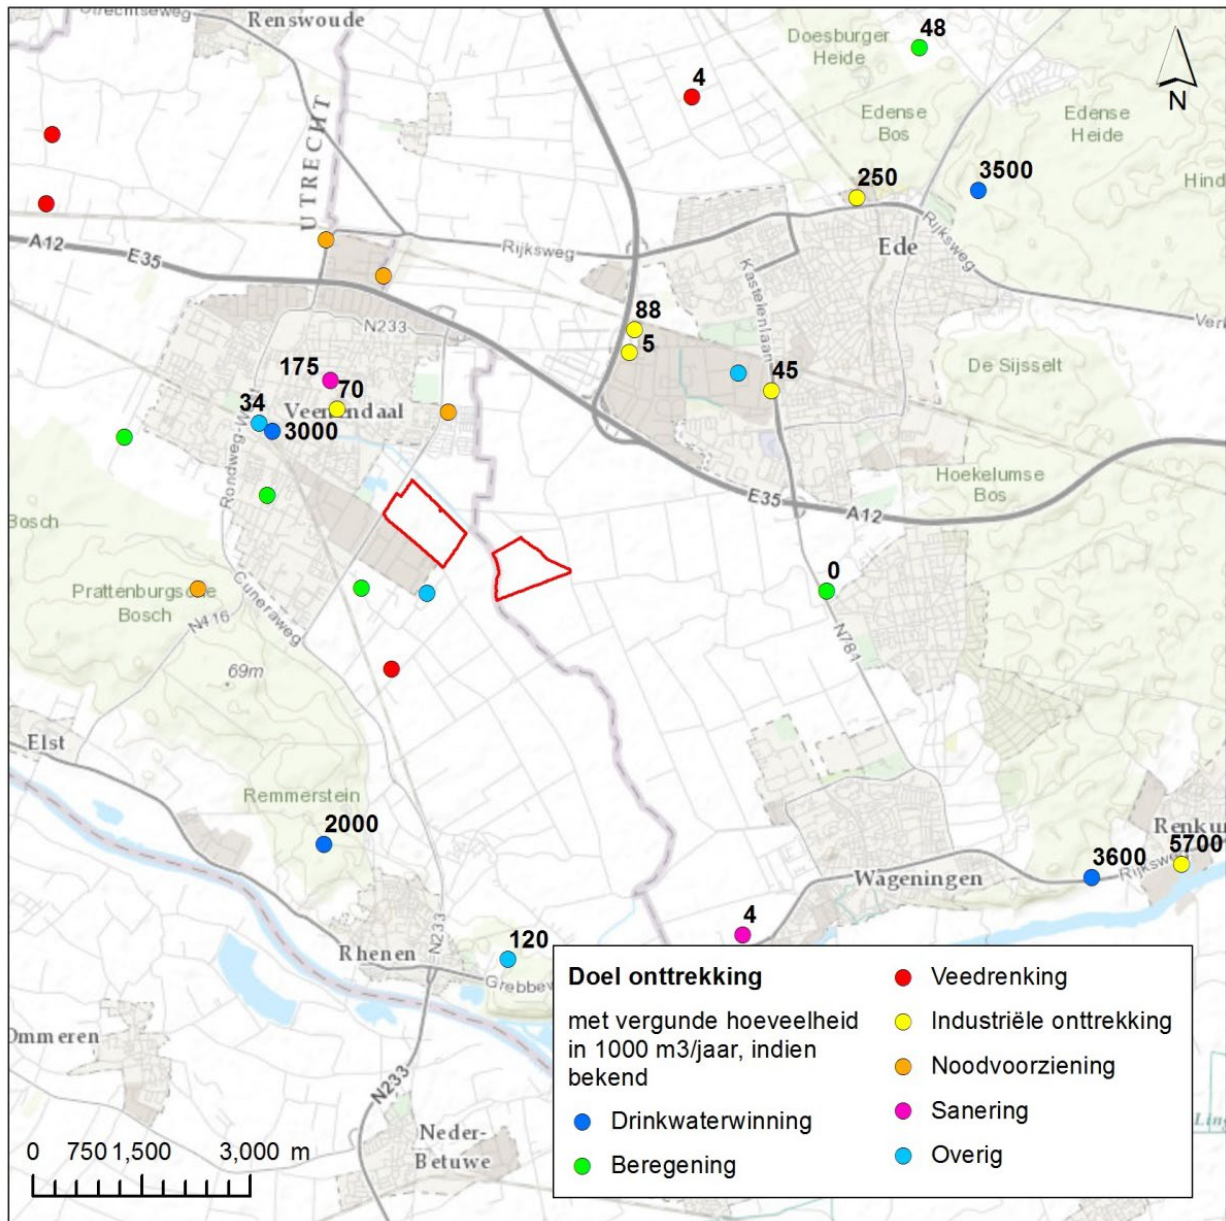 Utrechtseweg
Renswoude
Doesburger
Heide
48
N
4
Edense
Bos
Edense
Heide
UTRECHT
250
3500
Hind
A12
E35
Rijksweg
Ede
Rijksweg
Kastelenlaan
88
N233
5
Verl
De Sijsselt
175
70
45
34
Veenendaal
3000
Rondweg-W
Hoekelumse
Bos
E35
A12
Bosch
0
Prattenburgsche
Bosch
N416
Cuneraweg
N781
69m
Elst
Remmerstein
2000
Renku
5700
3600
Rijksweg
Wageningen
4
N233
120
Rhenen
Grebbew
Ommeren
N233
Neder-
Betuwe
Ling
Doel onttrekking
met vergunde hoeveelheid
in 1000 m3/jaar, indien
bekend
Drinkwaterwinning
Beregening
Veedrenking
Industriële onttrekking
Noodvoorziening
Sanering
Overig
0 750 1,500 3,000 m